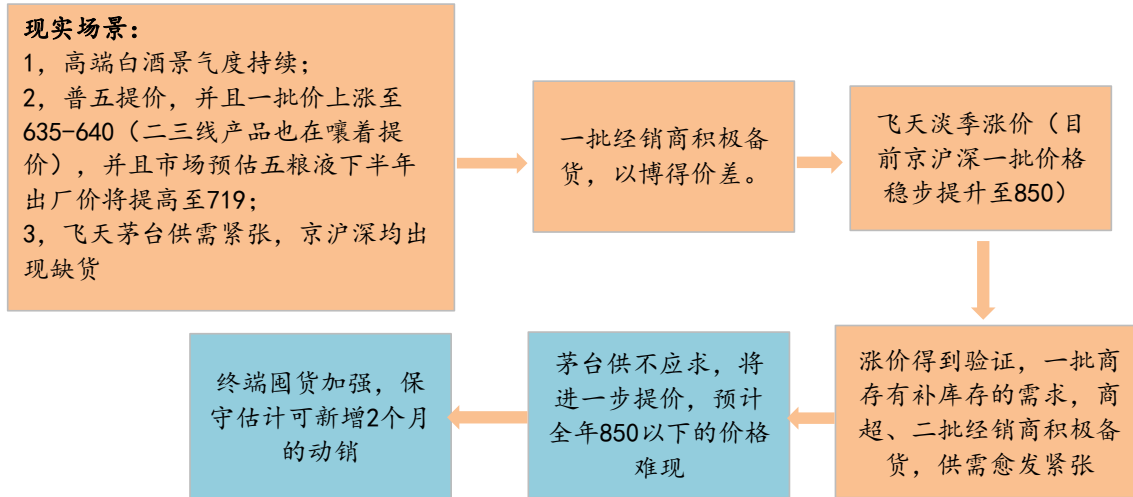 现实场景：
1，高端白酒景气度持续；
2，普五提价，并且一批价上涨至
635-640（二三线产品也在嚷着提
价），并且市场预估五粮液下半年
出厂价将提高至719；
3，飞天茅台供需紧张，京沪深均出
现缺货
一批经销商积极备
货，以博得价差。
飞天淡季涨价（目
前京沪深一批价格
稳步提升至850）
涨价得到验证，一批商
存有补库存的需求，商
超、二批经销商积极备
货，供需愈发紧张
茅台供不应求，将
进一步提价，预计
全年850以下的价格
难现
终端囤货加强，保
守估计可新增2个月
的动销